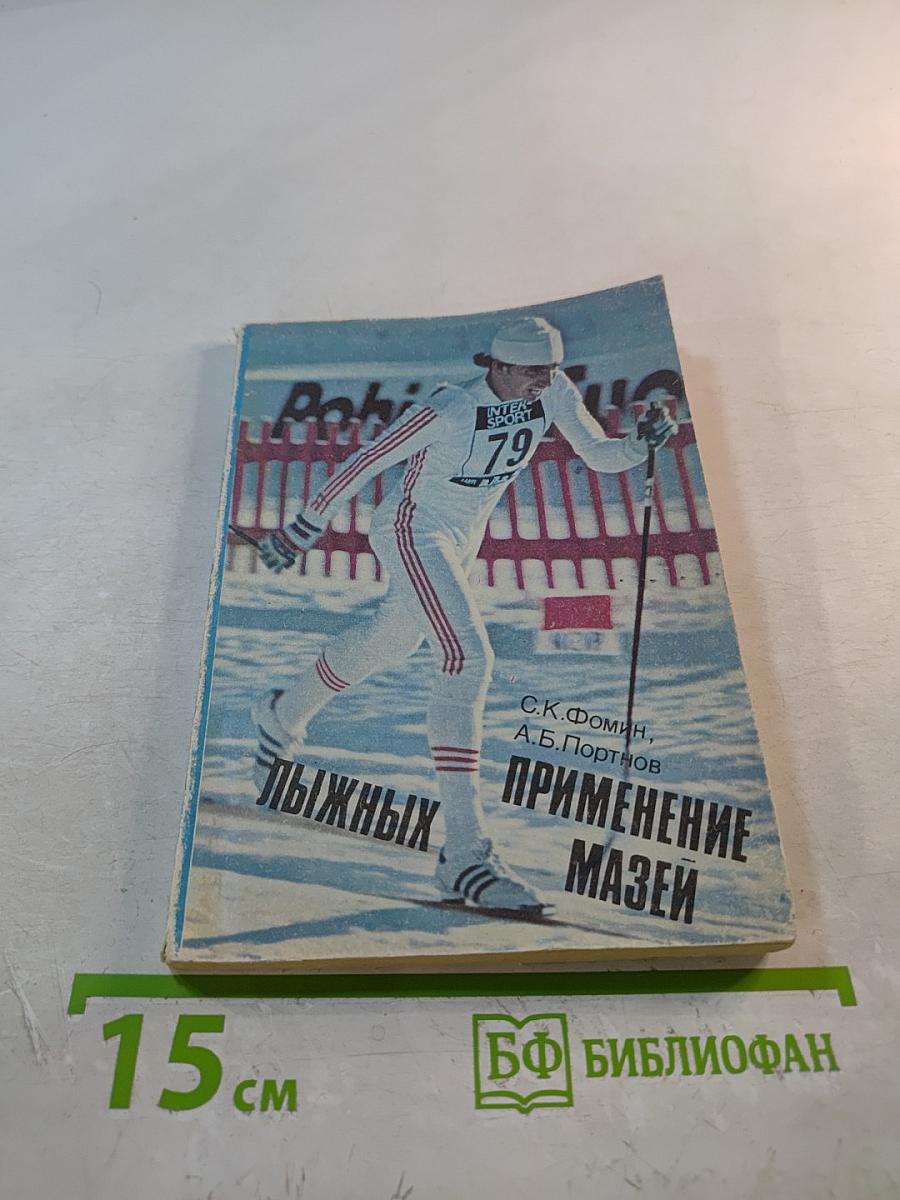 INTER-
SPORT
79
С.К.Фомин,
А.Б.Портнов
ПРИМЕНЕНИЕ
ЛЫЖНЫХ
МАЗЕЙ
15 см
БФ БИБЛИОФАН